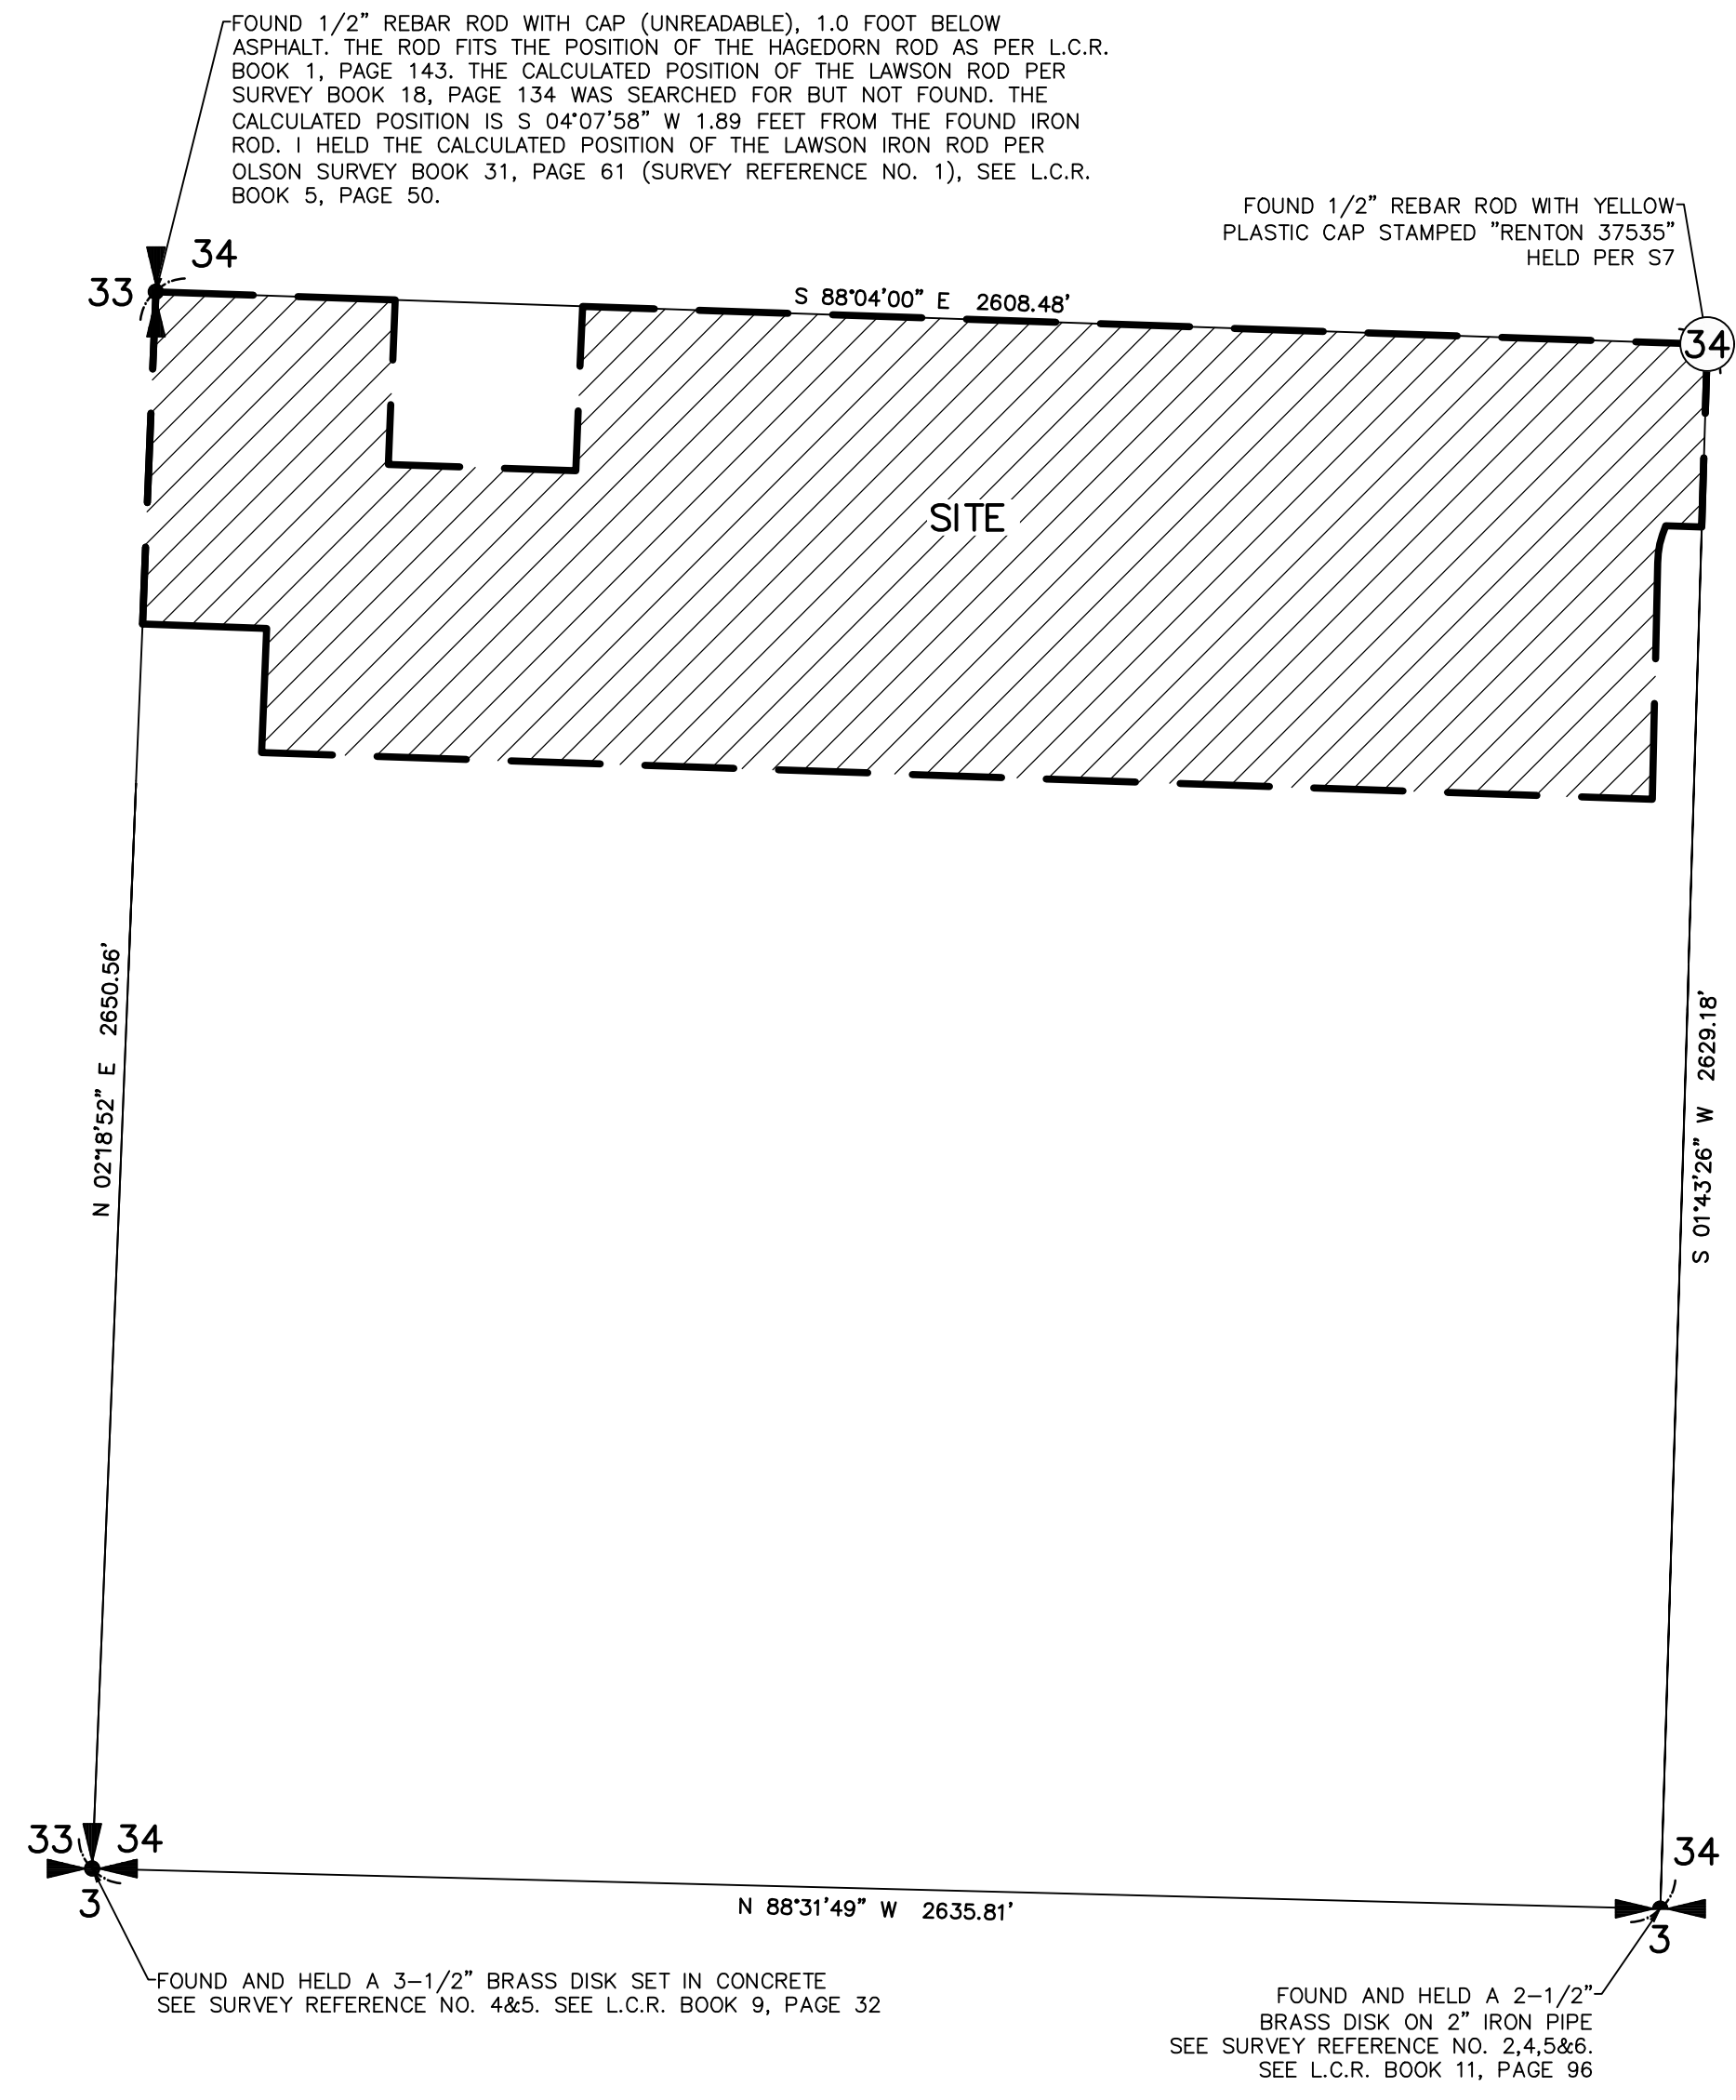 FOUND 1/2” REBAR ROD WITH CAP (UNREADABLE), 1.0 FOOT BELOW
ASPHALT. THE ROD FITS THE POSITION OF THE HAGEDORN ROD AS PER L.C.R.
BOOK 1, PAGE 143. THE CALCULATED POSITION OF THE LAWSON ROD PER
SURVEY BOOK 18, PAGE 134 WAS SEARCHED FOR BUT NOT FOUND. THE
CALCULATED POSITION IS S 04°07’58” W 1.89 FEET FROM THE FOUND IRON
ROD. I HELD THE CALCULATED POSITION OF THE LAWSON IRON ROD PER
OLSON SURVEY BOOK 31, PAGE 61 (SURVEY REFERENCE NO. 1), SEE L.C.R.
BOOK 5, PAGE 50.
FOUND 1/2” REBAR ROD WITH YELLOW
PLASTIC CAP STAMPED ”RENTON 37535”
HELD PER S7
34
33
S 88°04’00” E 2608.48’
34
SITE
N 02°18’52” E 2650.56’
S 01°43’26” W 2629.18’
33 34
3
N 88°31’49” W 2635.81’
34
3
FOUND AND HELD A 3–1/2” BRASS DISK SET IN CONCRETE
SEE SURVEY REFERENCE NO. 4&5. SEE L.C.R. BOOK 9, PAGE 32
FOUND AND HELD A 2–1/2”
BRASS DISK ON 2” IRON PIPE
SEE SURVEY REFERENCE NO. 2,4,5&6.
SEE L.C.R. BOOK 11, PAGE 96